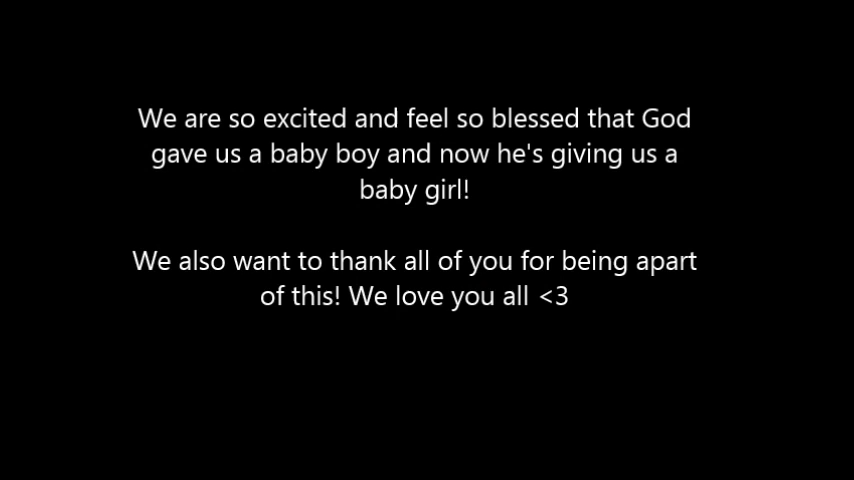 We are so excited and feel so blessed that God
gave us a baby boy and now he's giving us a
baby girl!
We also want to thank all of you for being apart
of this! We love you all <3